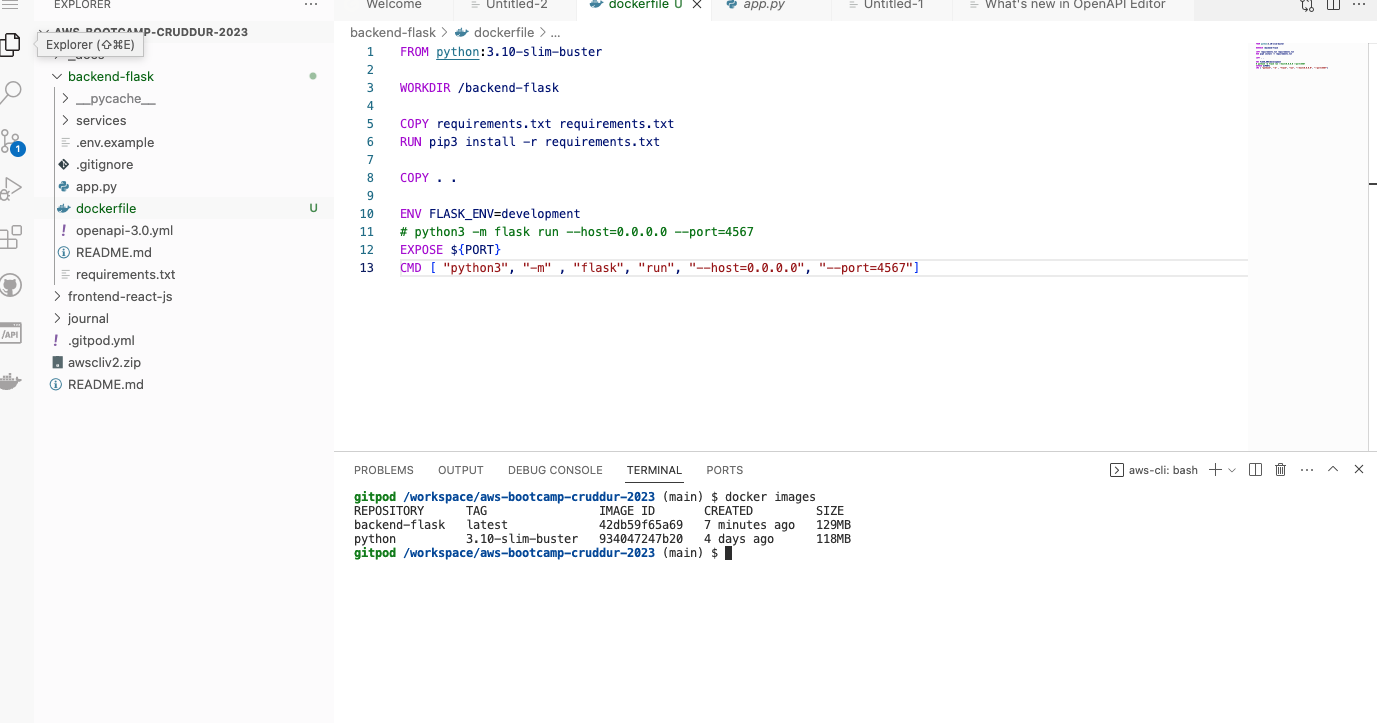 EXPLORER
AWS-BOOTCAMP-CRUDDUR-2023
Explorer (⇧⌘E)
_docs
backend-flask
__pycache__
services
.env.example
.gitignore
app.py
dockerfile U
openapi-3.0.yml
README.md
requirements.txt
frontend-react-js
journal
.gitpod.yml
awscliv2.zip
README.md
1
/API
Welcome Untitled-2 dockerfile U app.py Untitled-1 What's new in OpenAPI Editor
backend-flask > dockerfile > ...
1 FROM python:3.10-slim-buster
2
3 WORKDIR /backend-flask
4
5 COPY requirements.txt requirements.txt
6 RUN pip3 install -r requirements.txt
7
8 COPY . .
9
10 ENV FLASK_ENV=development
11 # python3 -m flask run --host=0.0.0.0 --port=4567
12 EXPOSE ${PORT}
13 CMD [ "python3", "-m" , "flask", "run", "--host=0.0.0.0", "--port=4567"]
PROBLEMS OUTPUT DEBUG CONSOLE TERMINAL PORTS aws-cli: bash
gitpod /workspace/aws-bootcamp-cruddur-2023 (main) $ docker images
REPOSITORY TAG IMAGE ID CREATED SIZE
backend-flask latest 42db59f65a69 7 minutes ago 129MB
python 3.10-slim-buster 934047247b20 4 days ago 118MB
gitpod /workspace/aws-bootcamp-cruddur-2023 (main) $